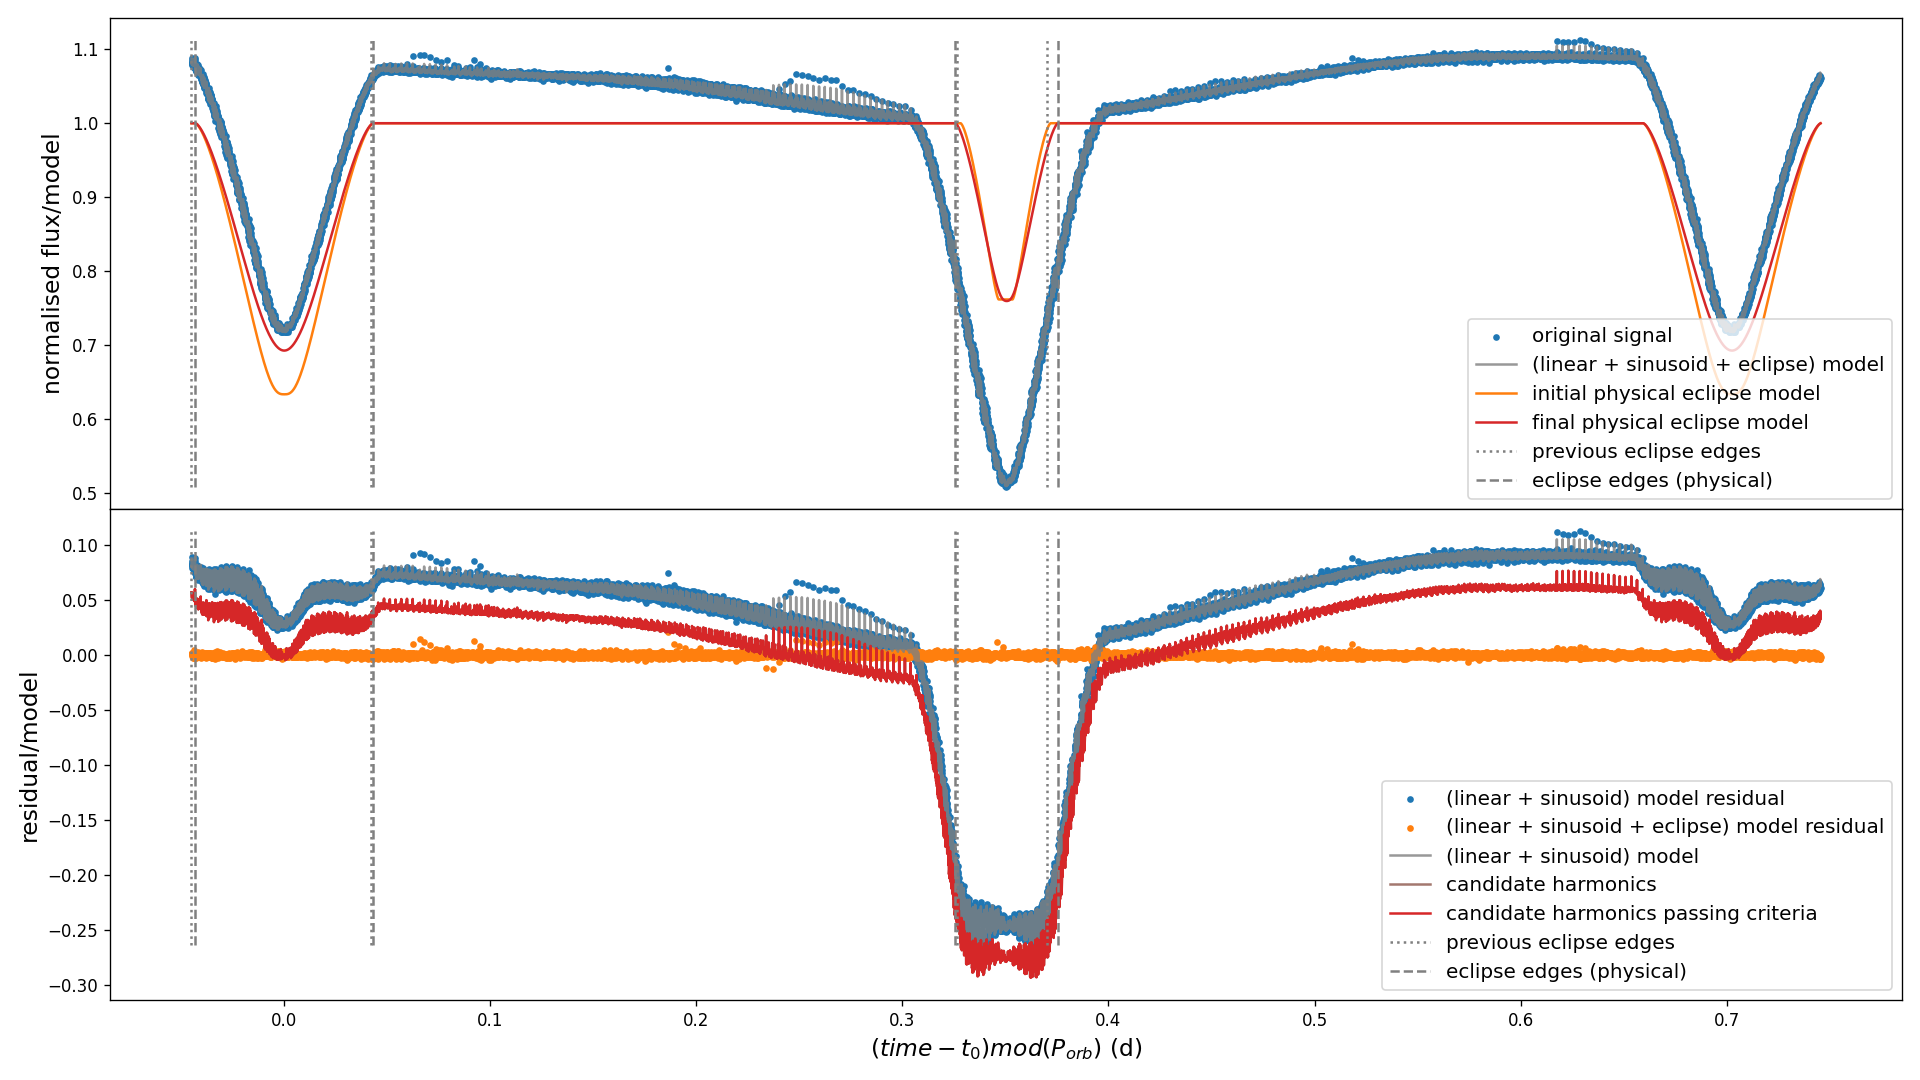 normalised flux/model
1.1
1.0
0.9
0.8
0.7
0.6
0.5
original signal
(linear + sinusoid + eclipse) model
initial physical eclipse model
final physical eclipse model
previous eclipse edges
eclipse edges (physical)
residual/model
0.10
0.05
0.00
−0.05
−0.10
−0.15
−0.20
−0.25
−0.30
(linear + sinusoid) model residual
(linear + sinusoid + eclipse) model residual
(linear + sinusoid) model
candidate harmonics
candidate harmonics passing criteria
previous eclipse edges
eclipse edges (physical)
0.0 0.1 0.2 0.3 0.4 0.5 0.6 0.7
(time − t₀)mod(Pₒᵣb) (d)